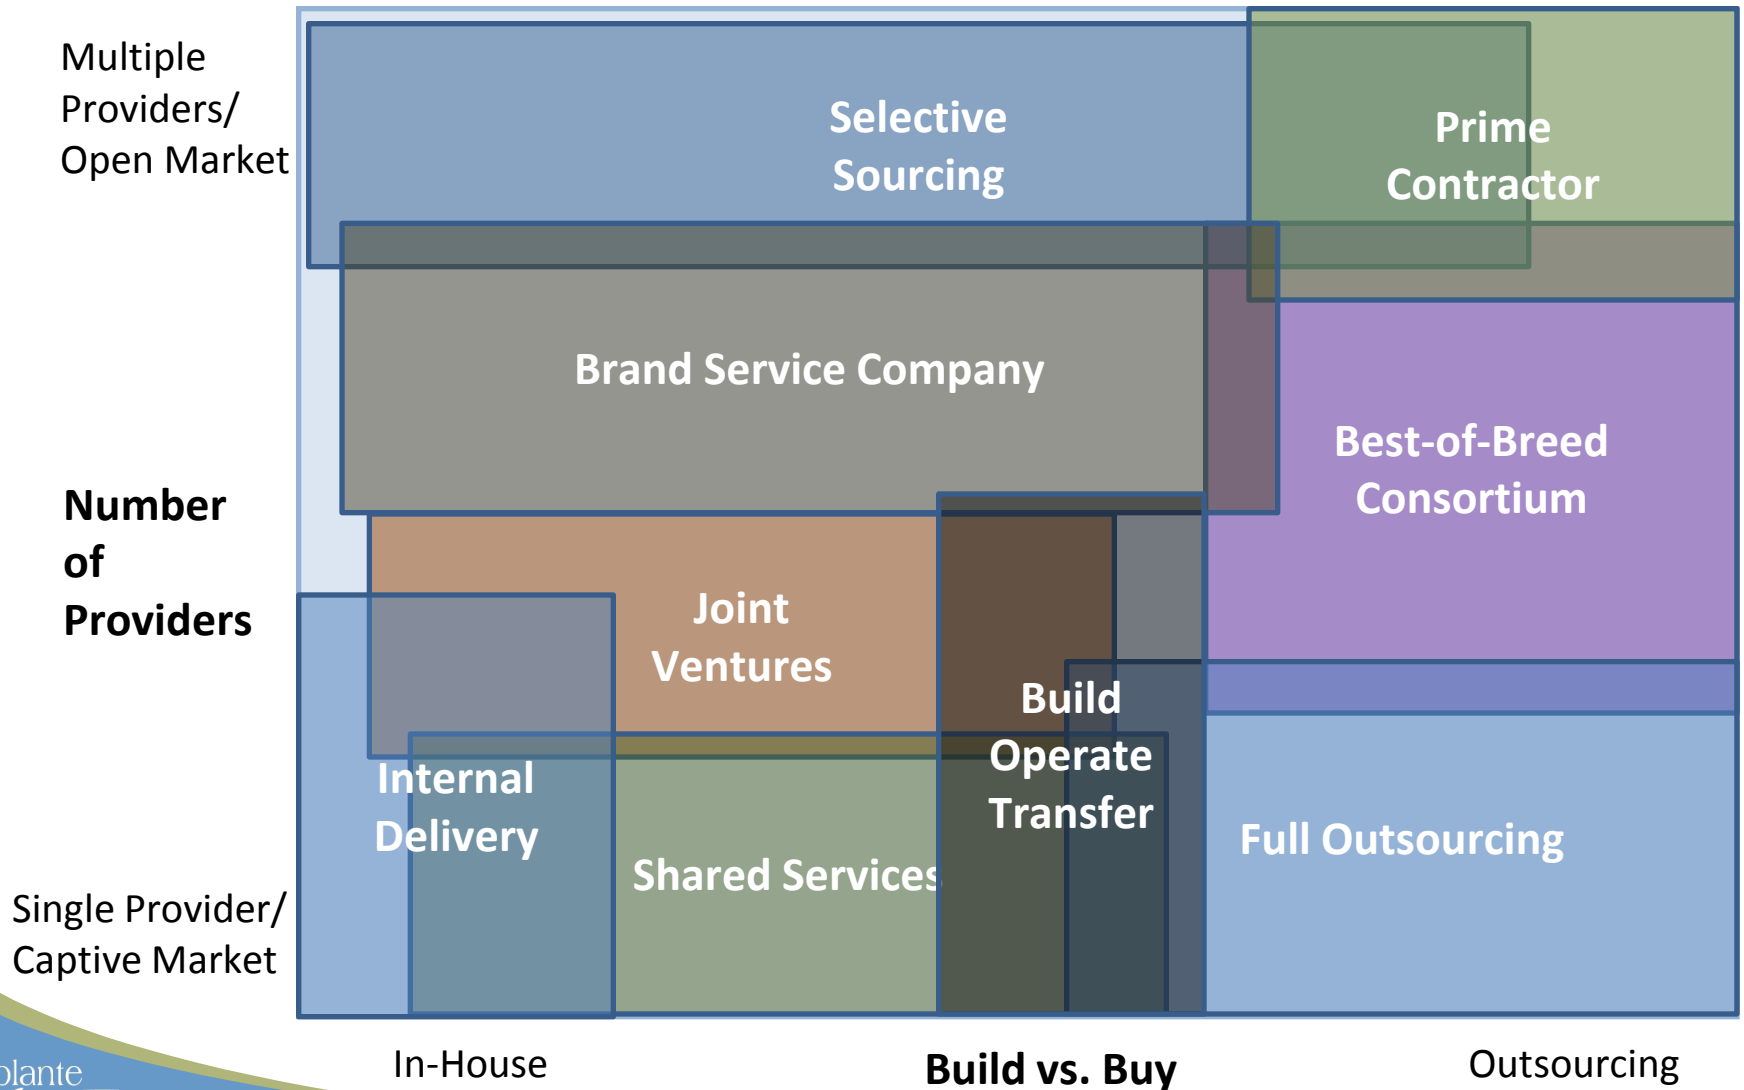 Multiple
Providers/
Open Market
Selective
Sourcing
Prime
Contractor
Brand Service Company
Best-of-Breed
Consortium
Number
of
Providers
Joint
Ventures
Build
Operate
Transfer
Internal
Delivery
Shared Services
Full Outsourcing
Single Provider/
Captive Market
In-House
Build vs. Buy
Outsourcing
plante